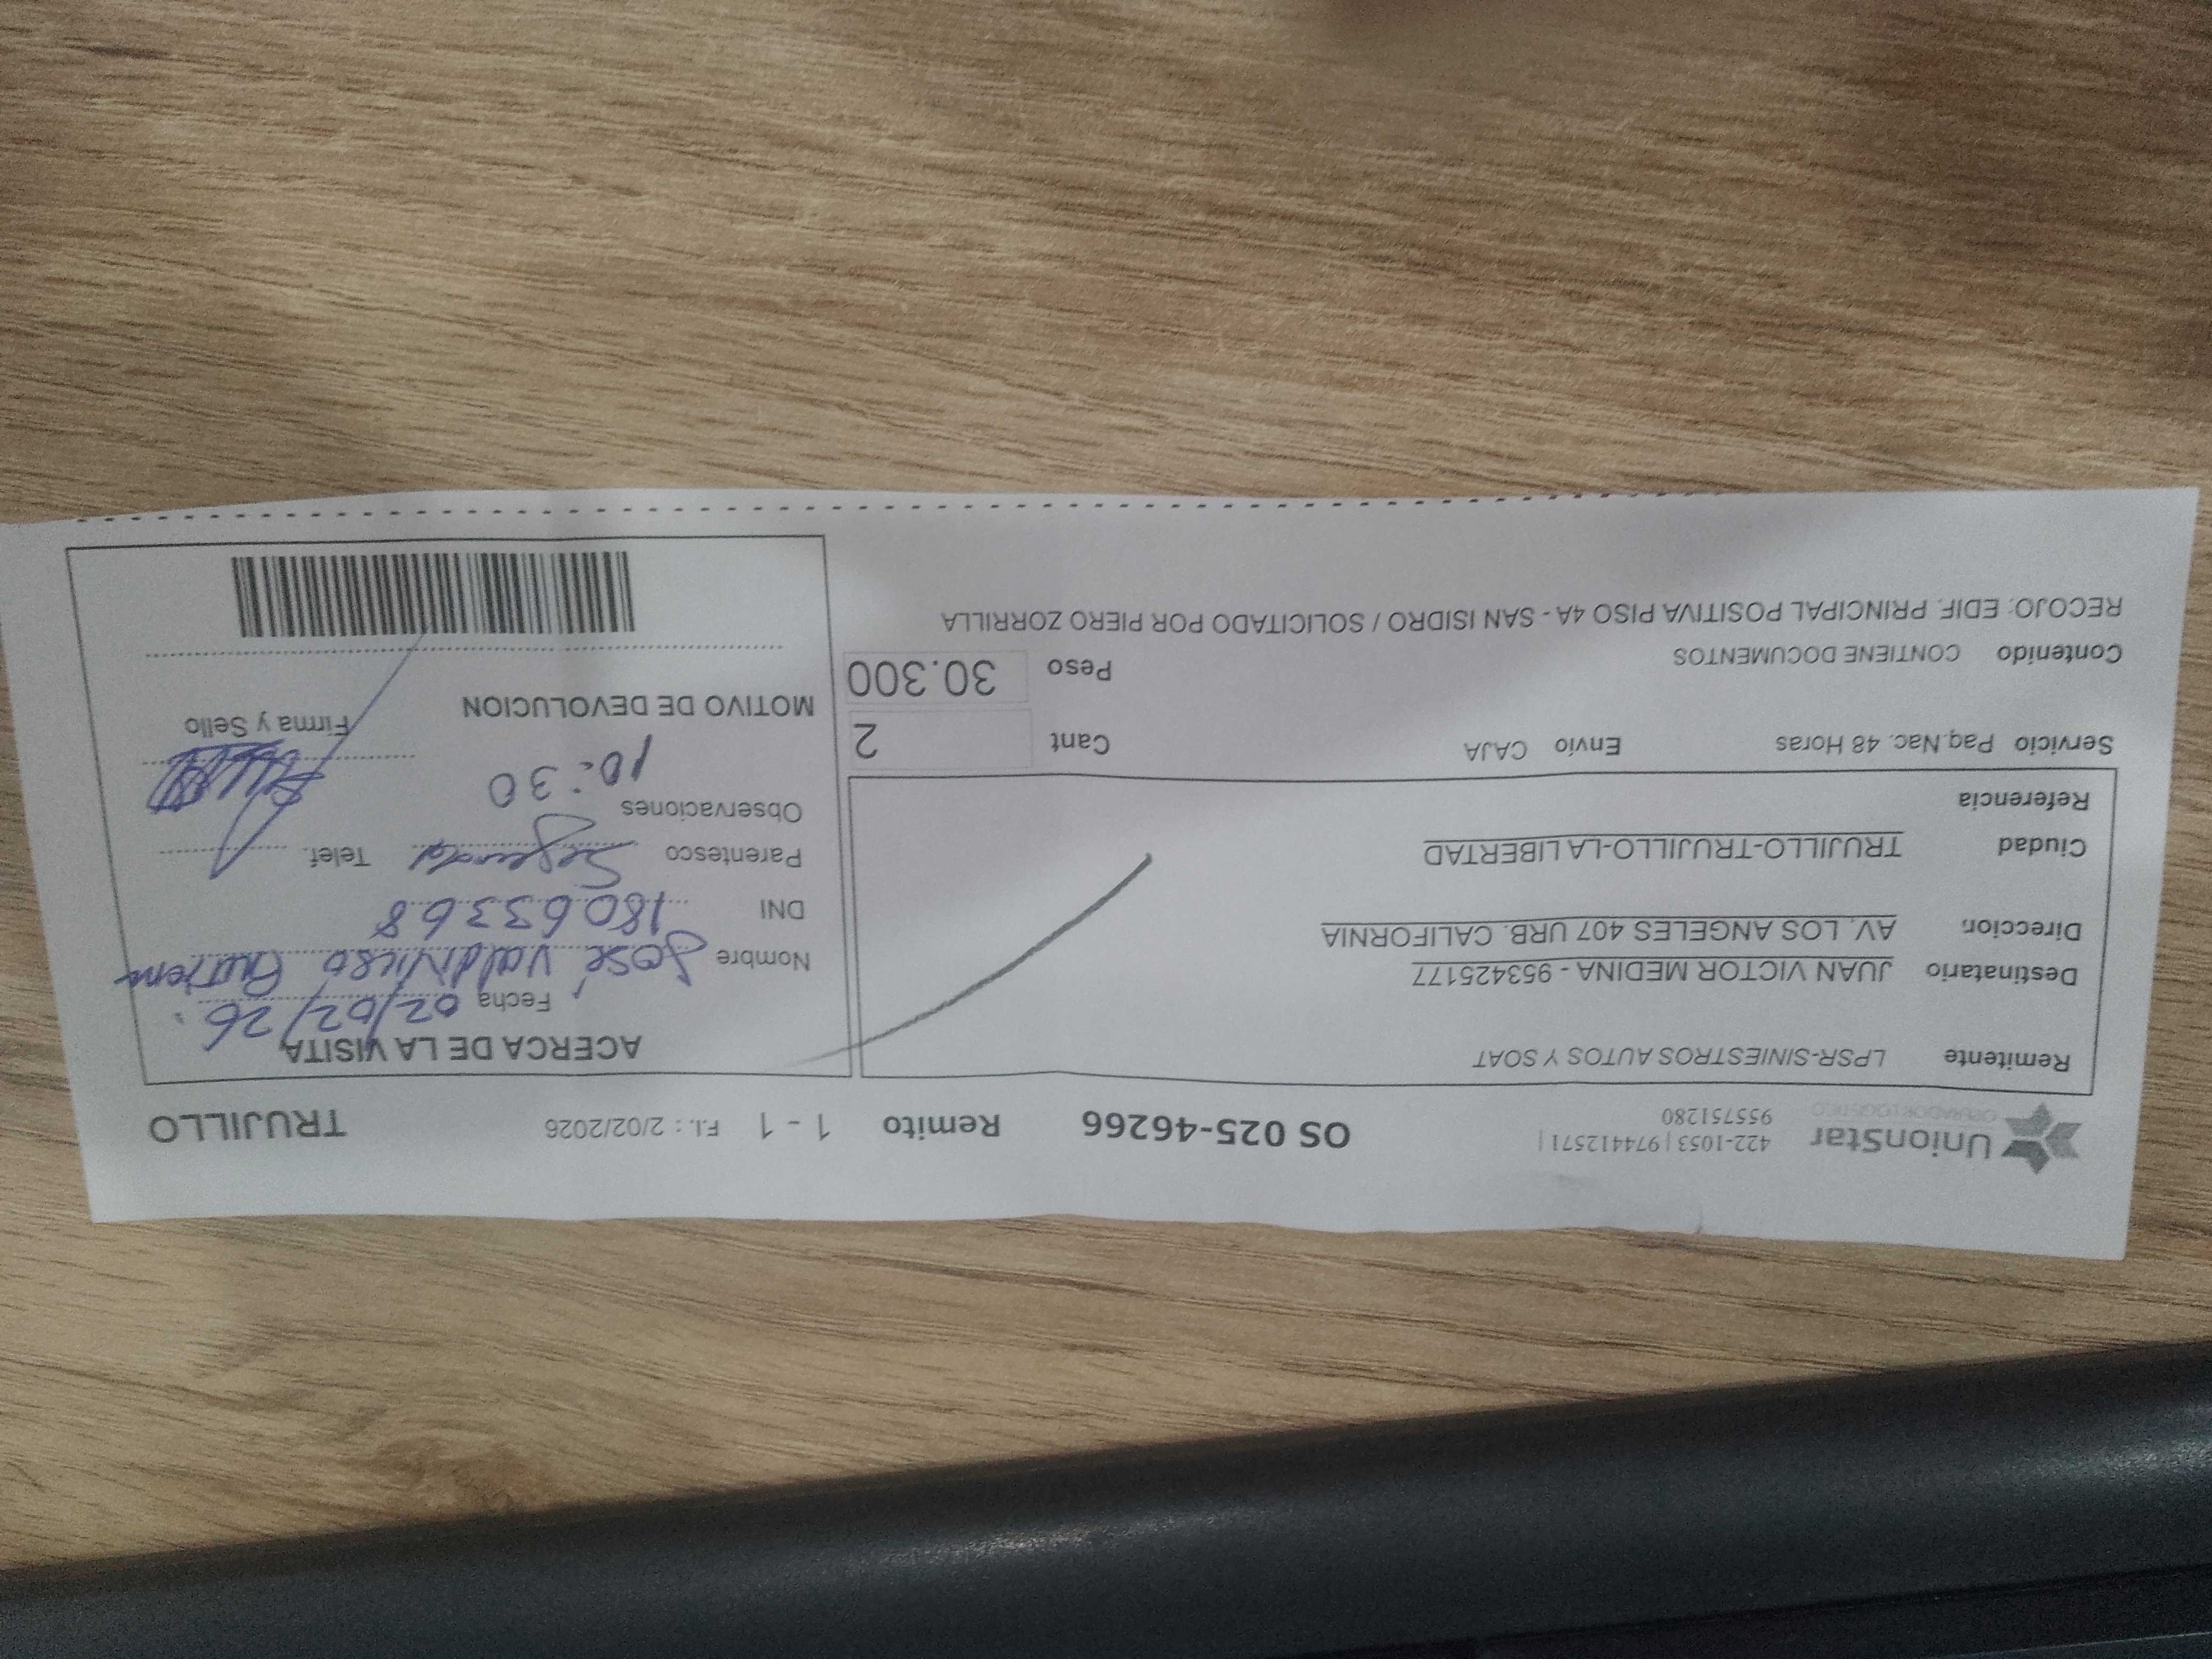 UnionStar 422-1053 | 974412571 | OS 025-46266 Remito 1 - 1 F.I. : 2/02/2026 TRUJILLO
OPERADOR LOGISTICO 955751280
Remitente LPSR-SINIESTROS AUTOS Y SOAT
Destinatario JUAN VICTOR MEDINA - 953425177
Direccion AV. LOS ANGELES 407 URB. CALIFORNIA
Ciudad TRUJILLO-TRUJILLO-LA LIBERTAD
Referencia
Servicio Paq.Nac. 48 Horas Envio CAJA Cant 2
Contenido CONTIENE DOCUMENTOS Peso 30.300
RECOJO: EDIF. PRINCIPAL POSITIVA PISO 4A - SAN ISIDRO / SOLICITADO POR PIERO ZORRILLA
ACERCA DE LA VISITA
Fecha 02/02/26.
Nombre José Valdivieso
DNI 18063368
Parentesco Telef.
Observaciones
10:30
MOTIVO DE DEVOLUCION Firma y Sello